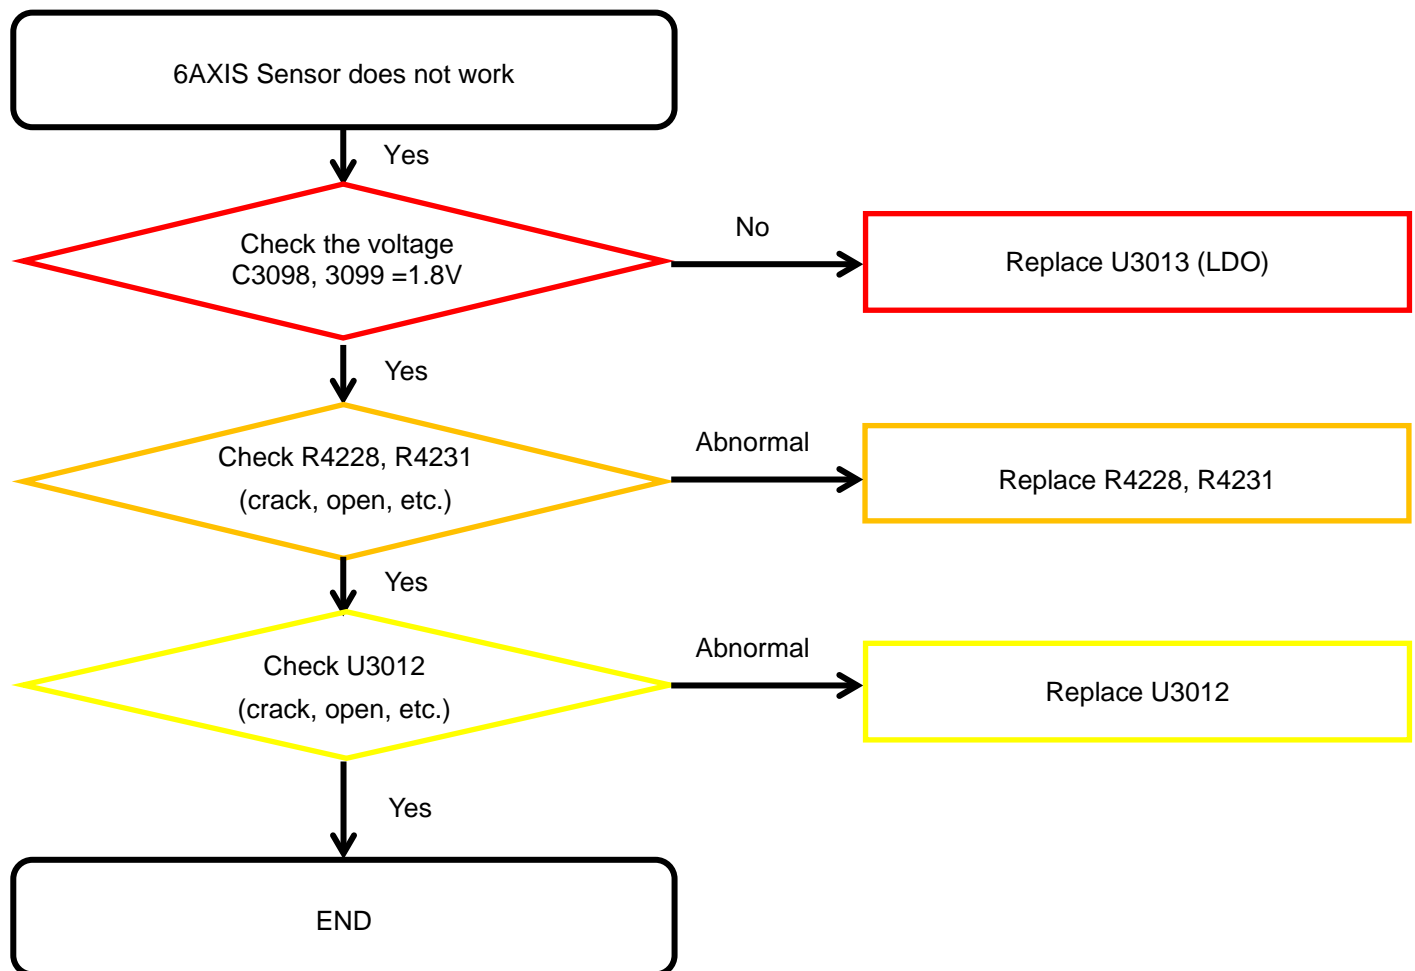 6AXIS Sensor does not work
Yes
Check the voltage
C3098, 3099 =1.8V
No
Replace U3013 (LDO)
Yes
Check R4228, R4231
(crack, open, etc.)
Abnormal
Replace R4228, R4231
Yes
Check U3012
(crack, open, etc.)
Abnormal
Replace U3012
Yes
END